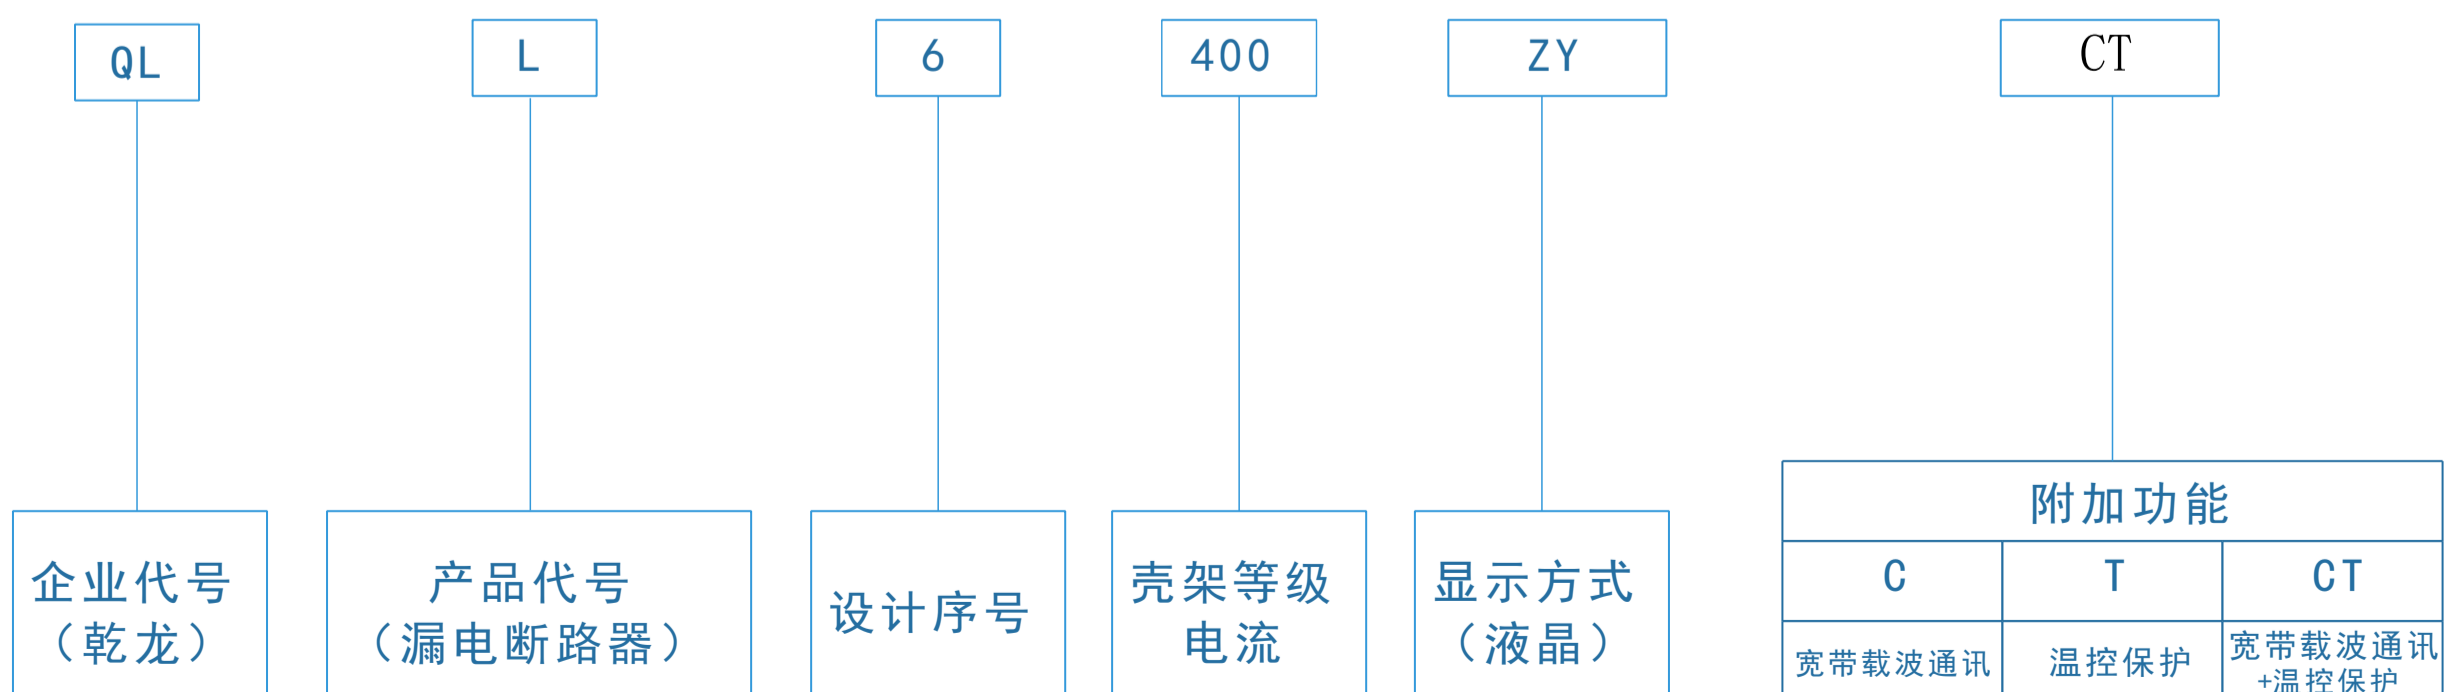 QL
L
6
400
ZY
CT
企业代号
（乾龙）
产品代号
（漏电断路器）
设计序号
壳架等级
电流
显示方式
（液晶）
附加功能
C
T
CT
宽带载波通讯
温控保护
宽带载波通讯
+温控保护